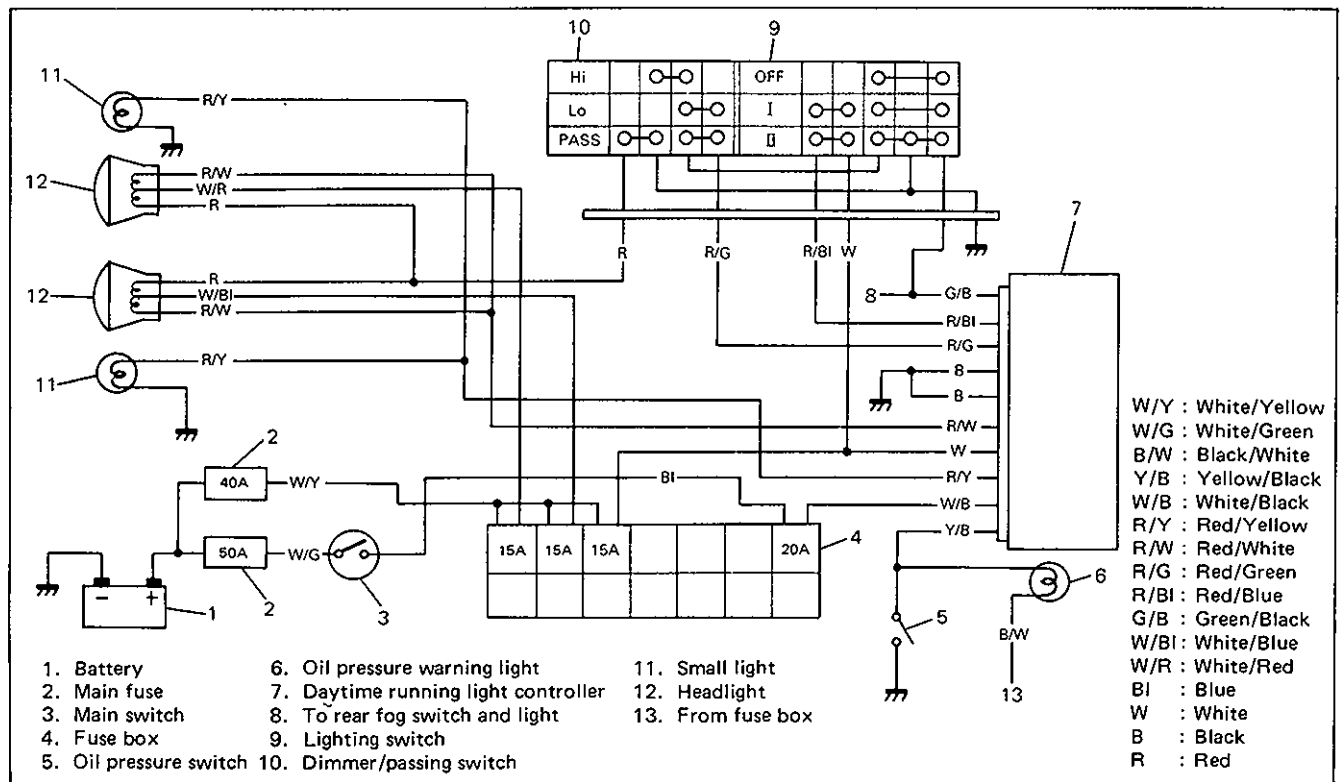 10
9
Hi
OFF
Lo
I
PASS
II
11
R/Y
12
R/W
W/R
R
7
R
R/G
R/Bl
W
12
R
W/Bl
R/W
8
G/B
R/Bl
R/G
11
R/Y
8
B
R/W
W
R/Y
W/B
Y/B
2
40A
W/Y
Bl
50A
W/G
15A
15A
15A
20A
4
6
- +
1
2
3
5
B/W
13
W/Y : White/Yellow
W/G : White/Green
B/W : Black/White
Y/B : Yellow/Black
W/B : White/Black
R/Y : Red/Yellow
R/W : Red/White
R/G : Red/Green
R/Bl : Red/Blue
G/B : Green/Black
W/Bl : White/Blue
W/R : White/Red
Bl : Blue
W : White
B : Black
R : Red
1. Battery
2. Main fuse
3. Main switch
4. Fuse box
5. Oil pressure switch
6. Oil pressure warning light
7. Daytime running light controller
8. To rear fog switch and light
9. Lighting switch
10. Dimmer/passing switch
11. Small light
12. Headlight
13. From fuse box